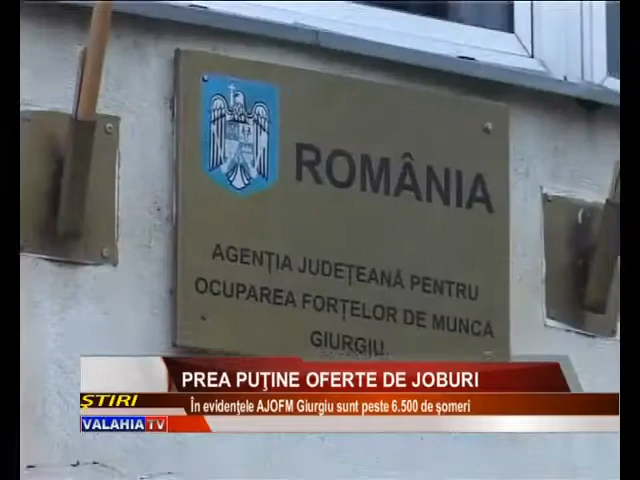 ROMÂNIA
AGENŢIA JUDEŢEANĂ PENTRU
OCUPAREA FORŢELOR DE MUNCA
GIURGIU
PREA PUŢINE OFERTE DE JOBURI
ŞTIRI
În evidenţele AJOFM Giurgiu sunt peste 6.500 de şomeri
VALAHIA TV